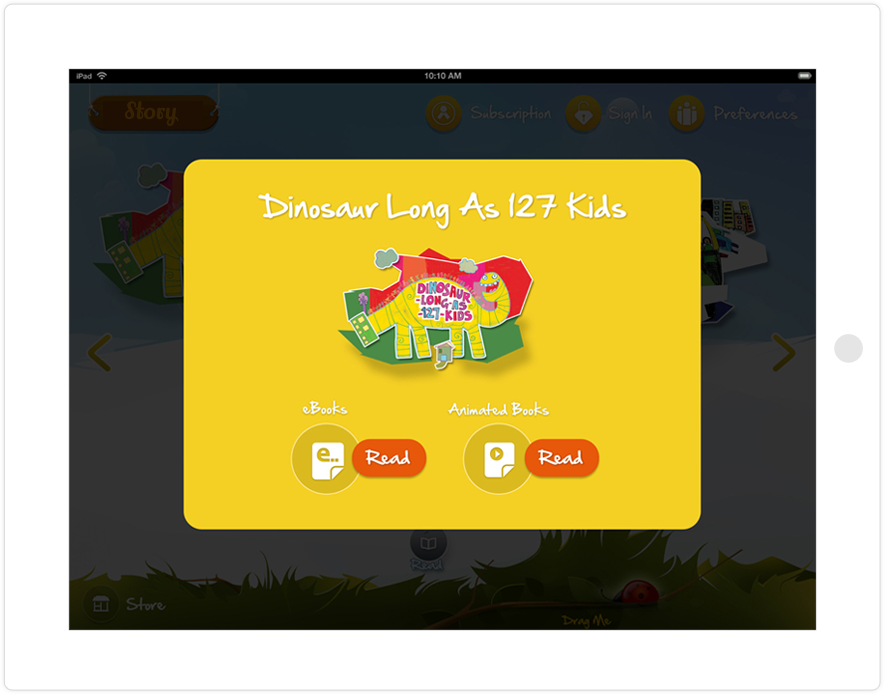 iPad
10:10 AM
Story
Subscription
Sign In
Preferences
Dinosaur Long As 127 Kids
DINOSAUR
-LONG-AS
-127-
KIDS
eBooks
Animated Books
e..
Read
Read
Read
Store
Drag Me